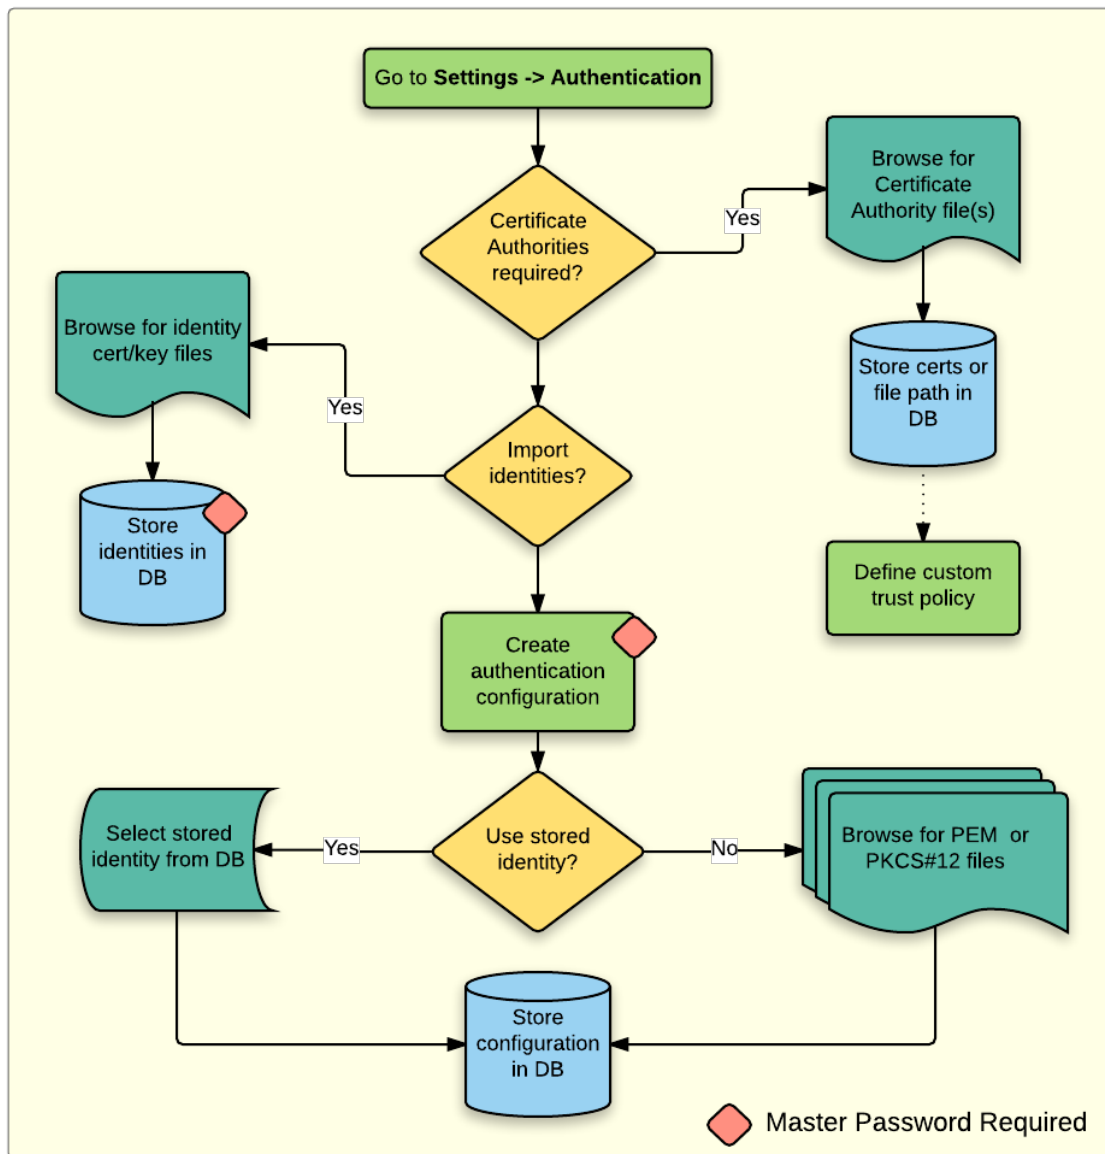 Go to Settings -> Authentication
Certificate
Authorities
required?
Yes
Browse for
Certificate
Authority file(s)
Store certs or
file path in
DB
Define custom
trust policy
Import
identities?
Yes
Browse for identity
cert/key files
Store
identities in
DB
Create
authentication
configuration
Use stored
identity?
Yes
Select stored
identity from DB
No
Browse for PEM  or
PKCS#12 files
Store
configuration
in DB
Master Password Required